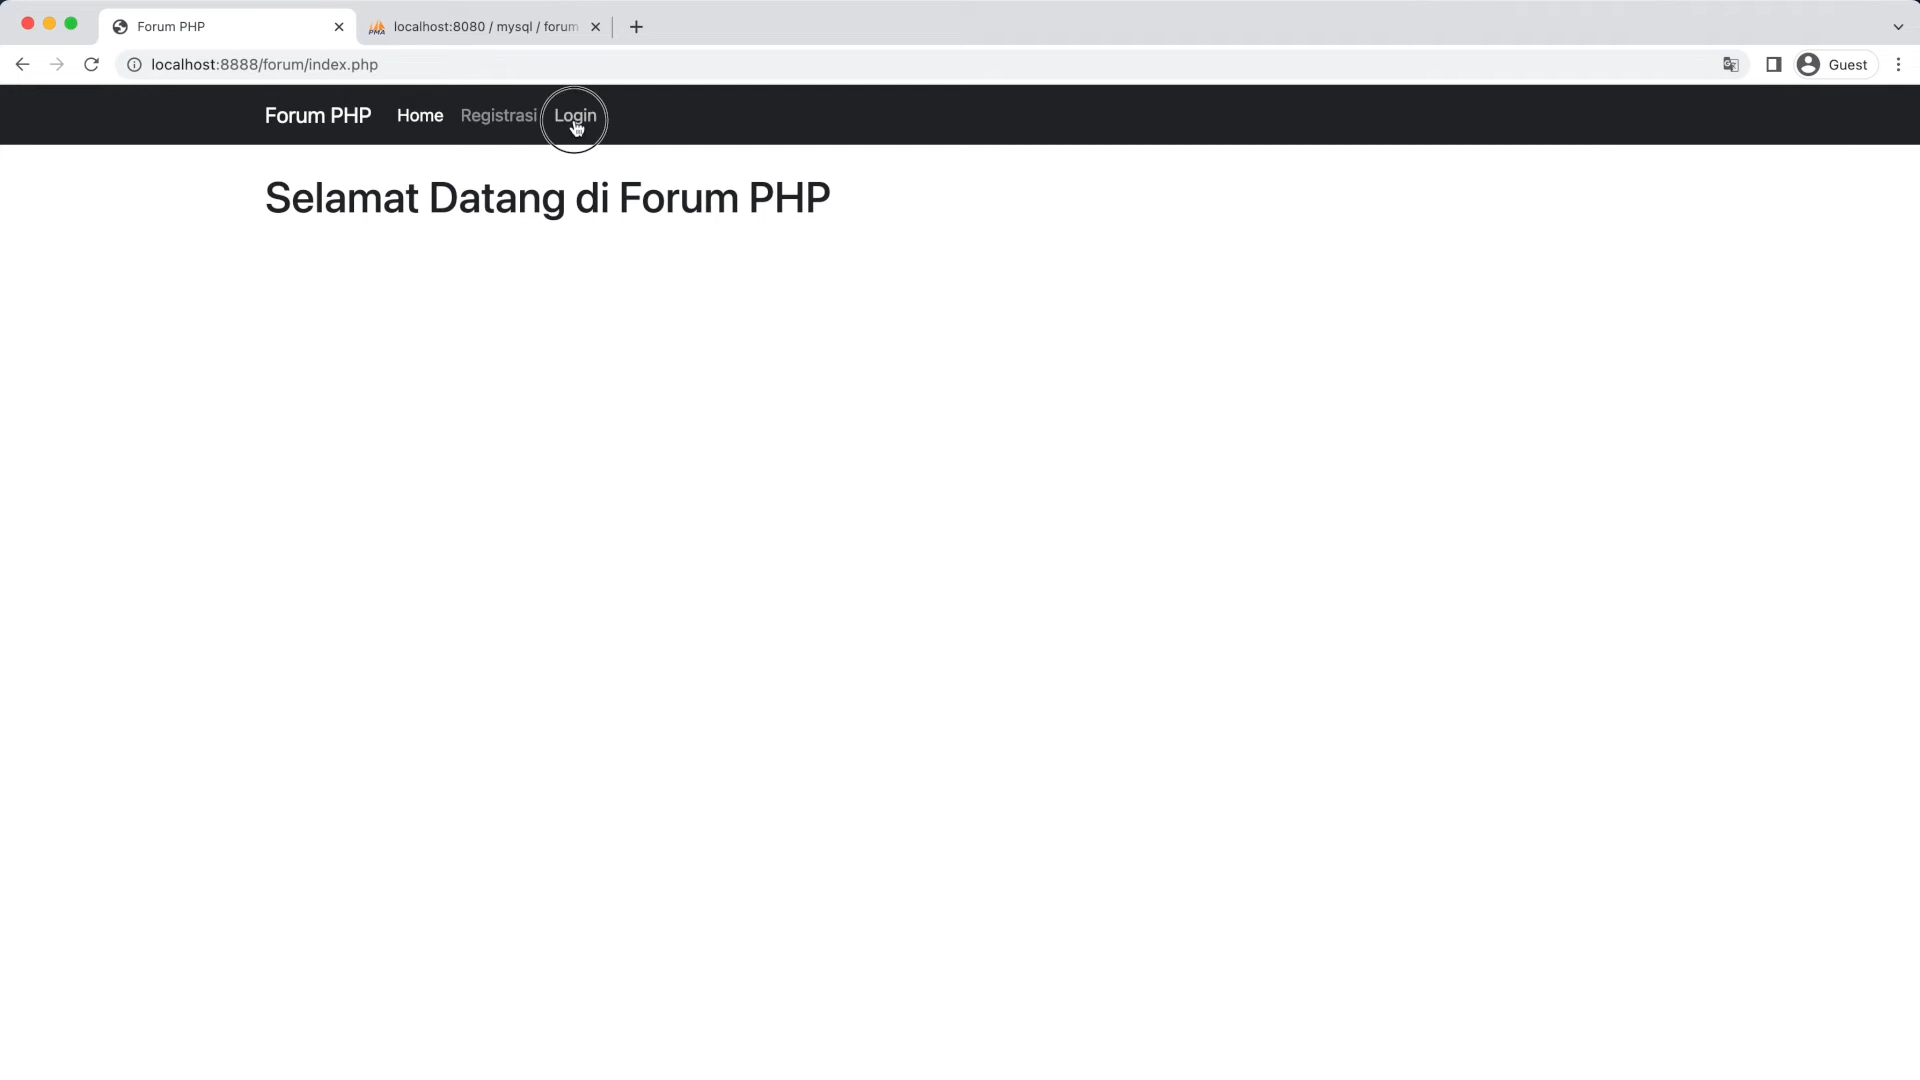 Forum PHP
localhost:8080 / mysql / forum
localhost:8888/forum/index.php
Guest
Forum PHP Home Registrasi Login
Selamat Datang di Forum PHP